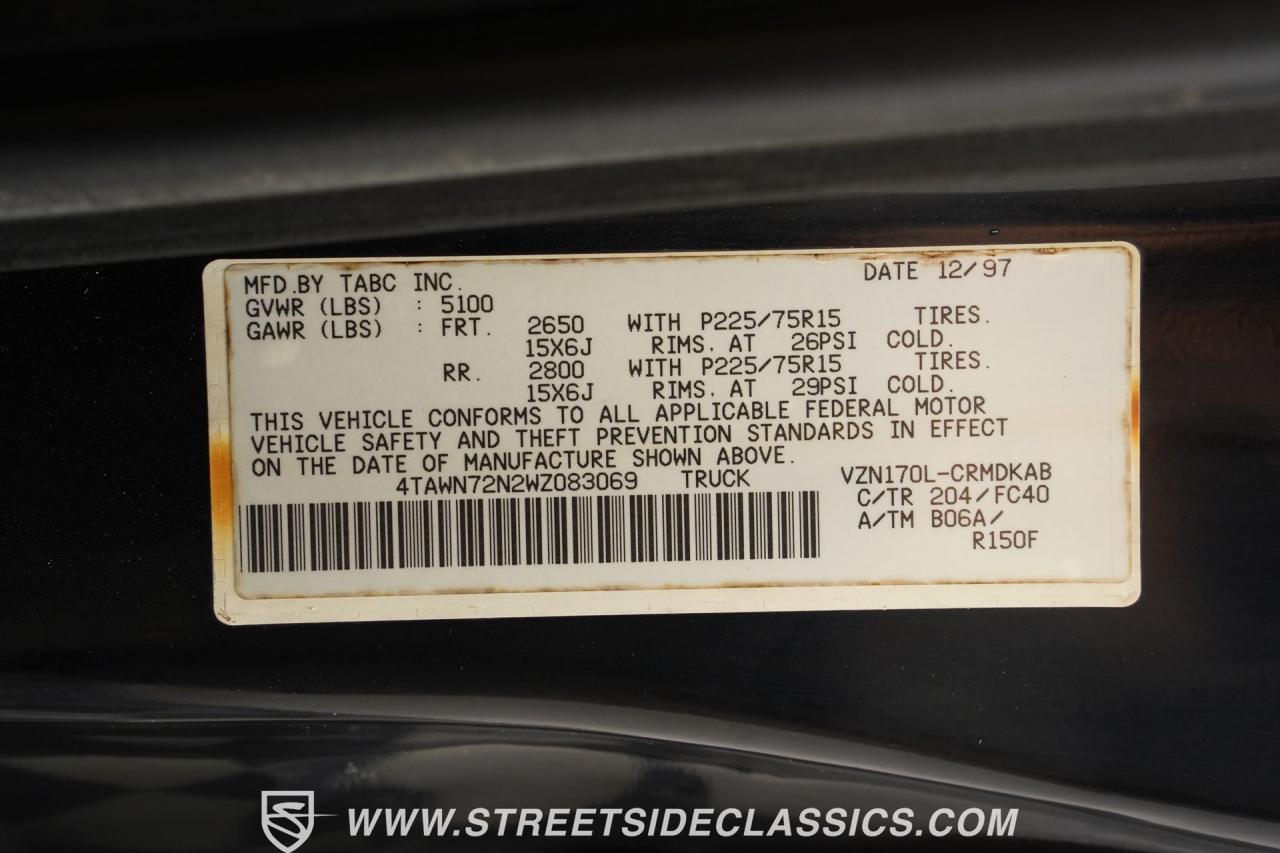 MFD.BY TABC INC. DATE 12/97
GVWR (LBS) : 5100
GAWR (LBS) : FRT. 2650 WITH P225/75R15 TIRES.
15X6J RIMS. AT 26PSI COLD.
RR. 2800 WITH P225/75R15 TIRES.
15X6J RIMS. AT 29PSI COLD.
THIS VEHICLE CONFORMS TO ALL APPLICABLE FEDERAL MOTOR
VEHICLE SAFETY AND THEFT PREVENTION STANDARDS IN EFFECT
ON THE DATE OF MANUFACTURE SHOWN ABOVE.
4TAWN72N2WZ083069 TRUCK VZN170L-CRMDKAB
C/TR 204/FC40
A/TM B06A/
R150F
WWW.STREETSIDECLASSICS.COM